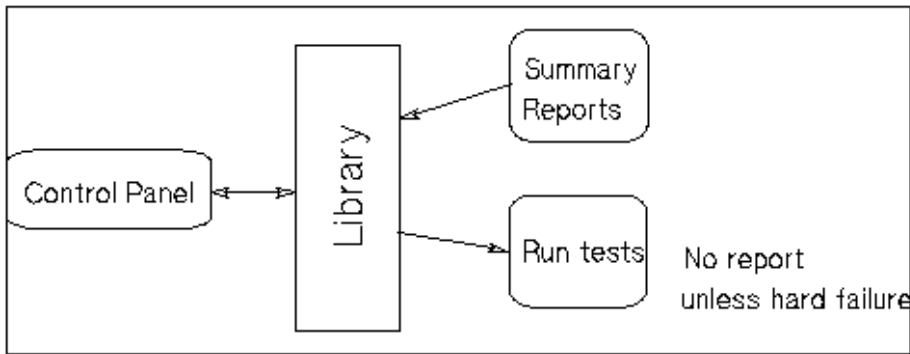 Control Panel
Library
Summary
Reports
Run tests
No report
unless hard failure